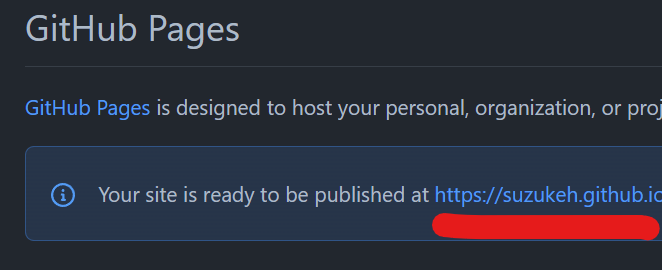 GitHub Pages
GitHub Pages is designed to host your personal, organization, or
Your site is ready to be published at https://suzukeh.github.io